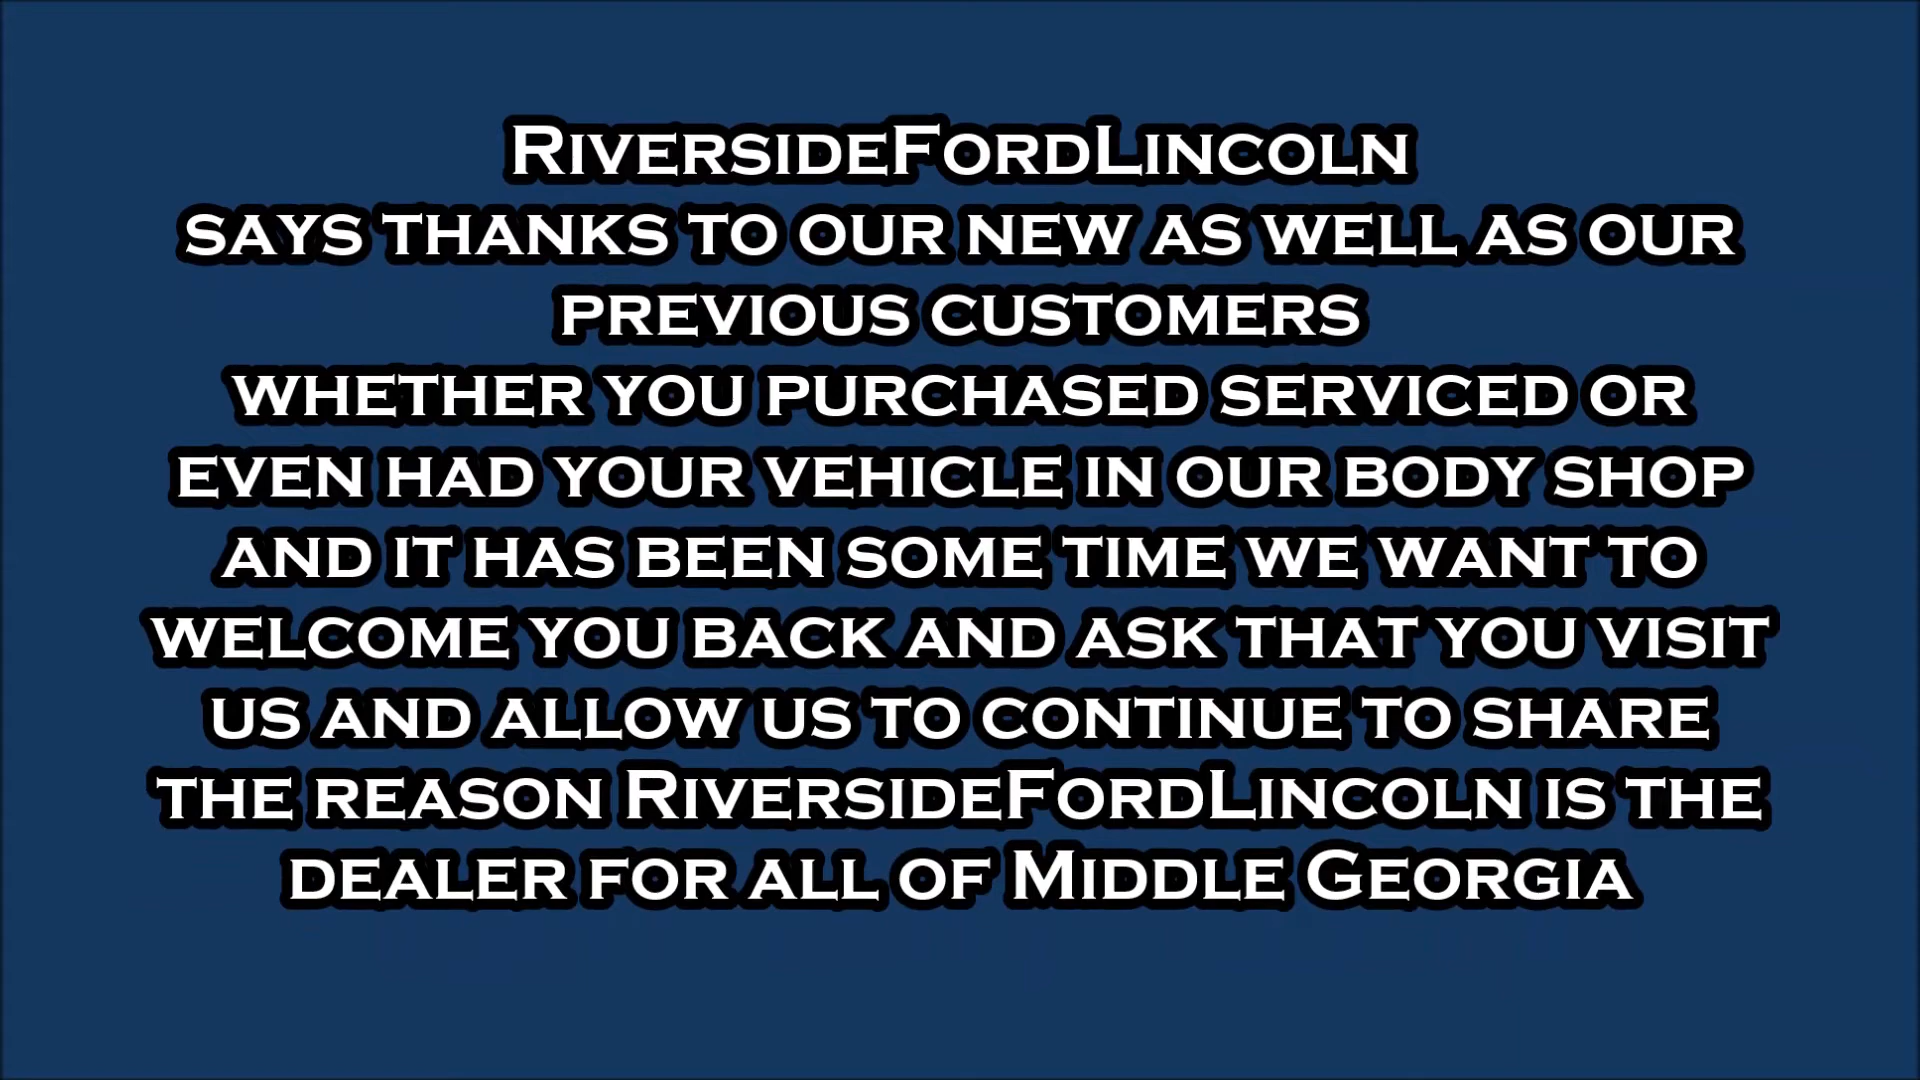 RiversideFordLincoln
says thanks to our new as well as our
previous customers
whether you purchased serviced or
even had your vehicle in our body shop
and it has been some time we want to
welcome you back and ask that you visit
us and allow us to continue to share
the reason RiversideFordLincoln is the
dealer for all of Middle Georgia